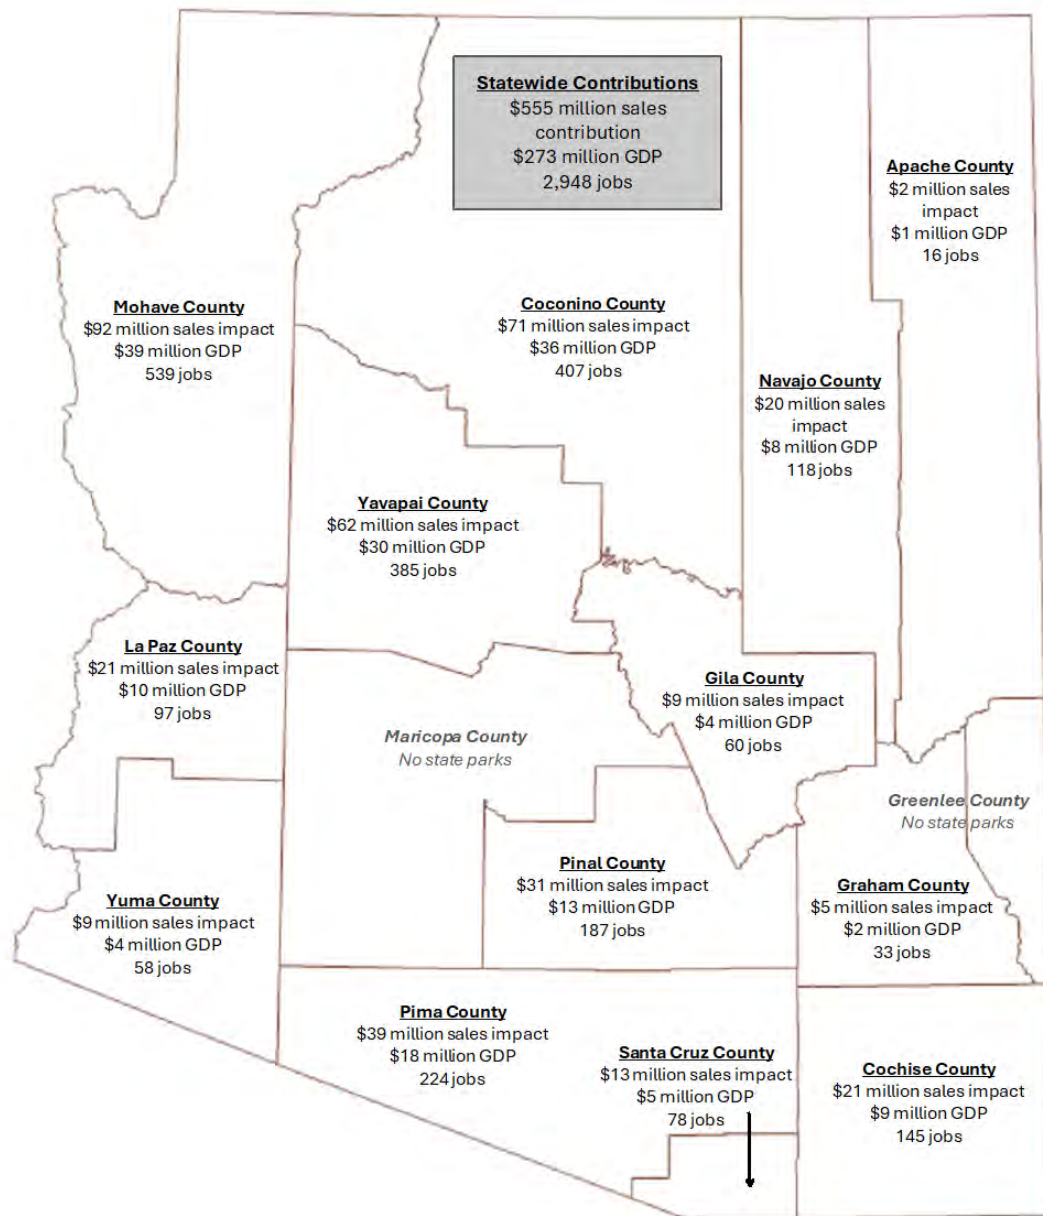 Statewide Contributions
$555 million sales
contribution
$273 million GDP
2,948 jobs
Apache County
$2 million sales
impact
$1 million GDP
16 jobs
Mohave County
$92 million sales impact
$39 million GDP
539 jobs
Coconino County
$71 million sales impact
$36 million GDP
407 jobs
Navajo County
$20 million sales
impact
$8 million GDP
118 jobs
Yavapai County
$62 million sales impact
$30 million GDP
385 jobs
La Paz County
$21 million sales impact
$10 million GDP
97 jobs
Gila County
$9 million sales impact
$4 million GDP
60 jobs
Maricopa County
No state parks
Greenlee County
No state parks
Pinal County
$31 million sales impact
$13 million GDP
187 jobs
Graham County
$5 million sales impact
$2 million GDP
33 jobs
Yuma County
$9 million sales impact
$4 million GDP
58 jobs
Pima County
$39 million sales impact
$18 million GDP
224 jobs
Santa Cruz County
$13 million sales impact
$5 million GDP
78 jobs
Cochise County
$21 million sales impact
$9 million GDP
145 jobs